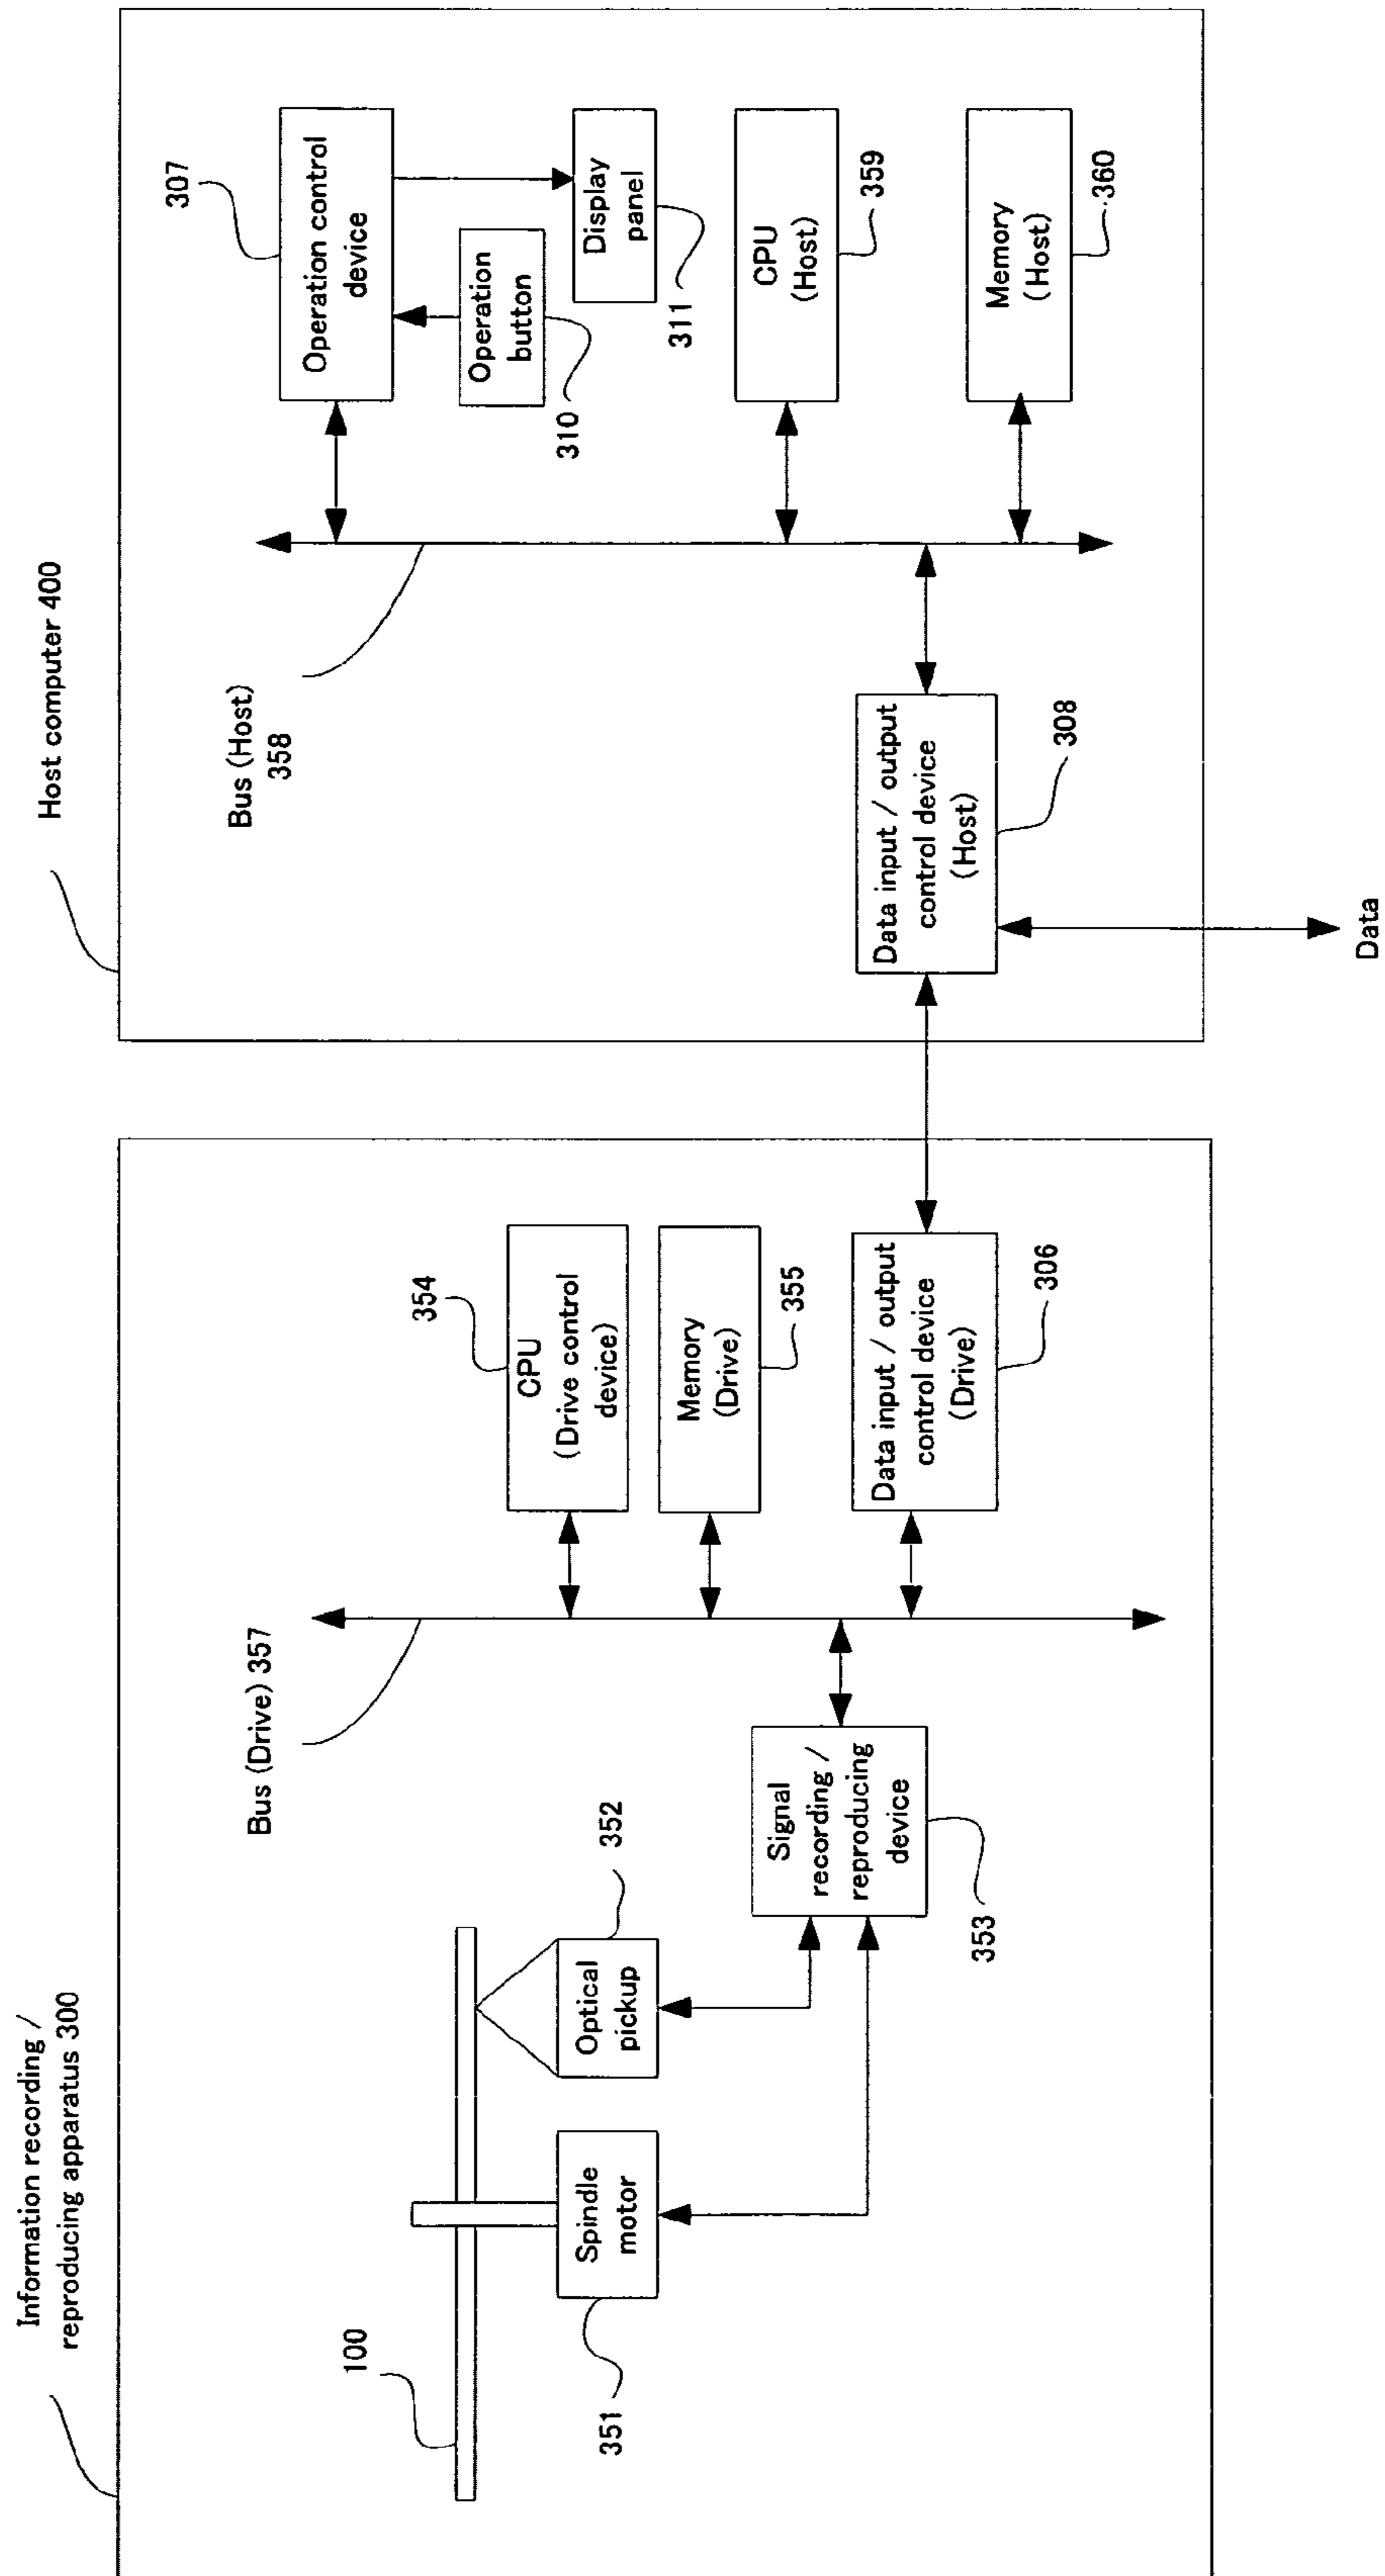 Information recording /
reproducing apparatus 300
100
351
Spindle
motor
Optical
pickup
352
Signal
recording /
reproducing
device
353
Bus (Drive) 357
354
CPU
(Drive control
device)
Memory
(Drive)
355
Data input / output
control device
(Drive)
306
Host computer 400
Bus (Host)
358
Data input / output
control device
(Host)
308
Data
307
Operation control
device
Operation
button
310
Display
panel
311
CPU
(Host)
359
Memory
(Host)
360